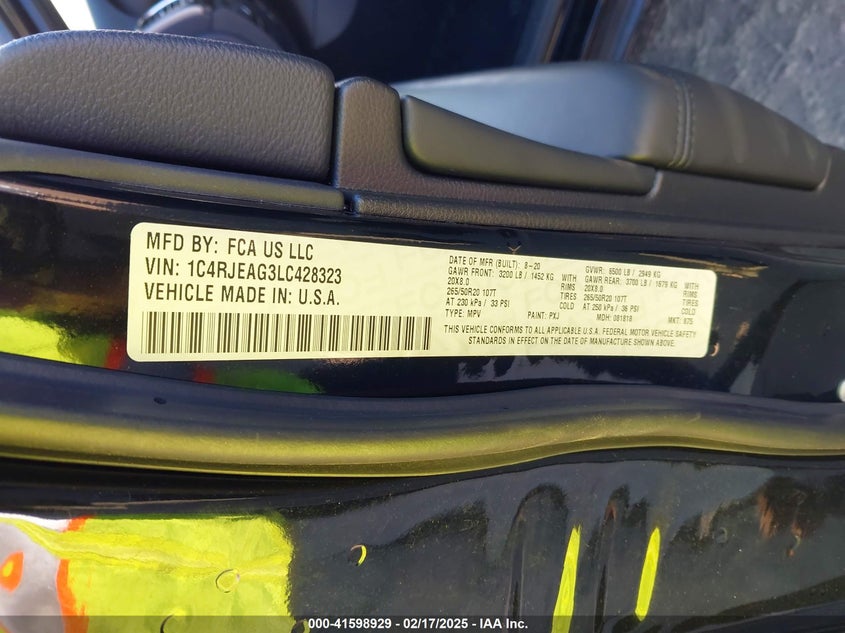 MFD BY: FCA US LLC
VIN: 1C4RJEAG3LC428323
VEHICLE MADE IN: U.S.A.
DATE OF MFR (BUILT): 8-20 GVWR: 6500 LB / 2949 KG
GAWR FRONT: 3200 LB / 1452 KG WITH GAWR REAR: 3700 LB / 1679 KG WITH
20X8.0 RIMS 20X8.0 RIMS
265/50R20 107T TIRES 265/50R20 107T TIRES
AT 230 kPa / 33 PSI COLD AT 250 kPa / 36 PSI COLD
TYPE: MPV PAINT: PXJ MDH: 081818 MKT: 875
THIS VEHICLE CONFORMS TO ALL APPLICABLE U.S.A. FEDERAL MOTOR VEHICLE SAFETY
STANDARDS IN EFFECT ON THE DATE OF MANUFACTURE SHOWN ABOVE.
000-41598929 - 02/17/2025 - IAA Inc.